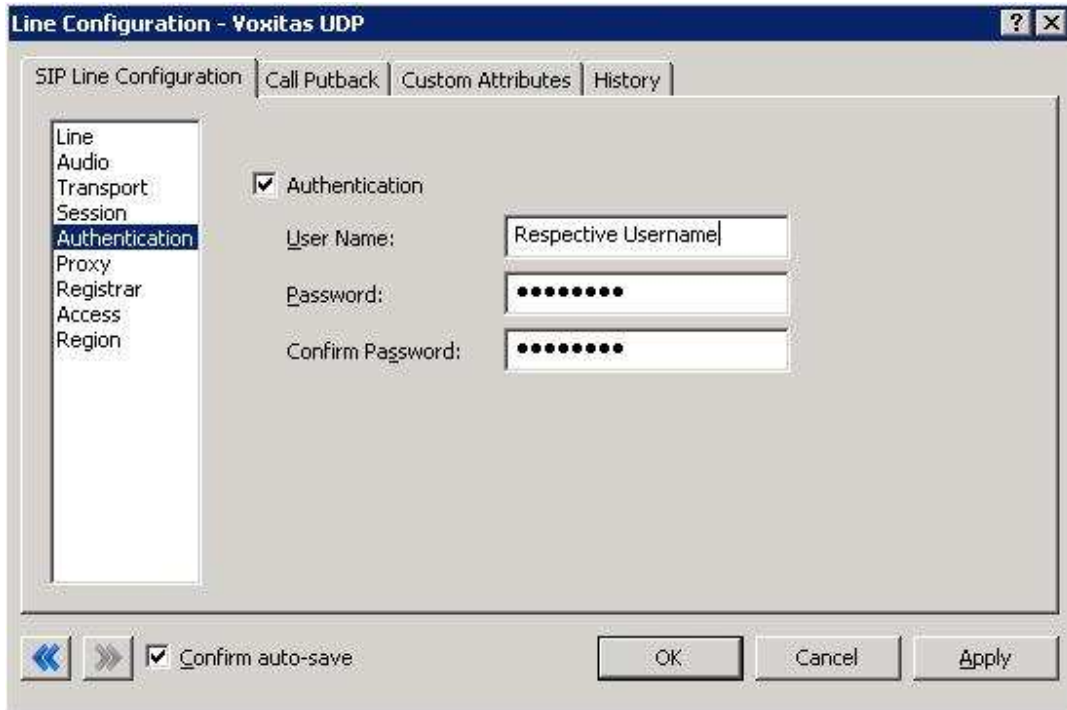 Line Configuration - Voxitas UDP
SIP Line Configuration
Call Putback
Custom Attributes
History
Line
Audio
Transport
Session
Authentication
Proxy
Registrar
Access
Region
Authentication
User Name:
Respective Username
Password:
••••••••
Confirm Password:
••••••••
Confirm auto-save
OK
Cancel
Apply